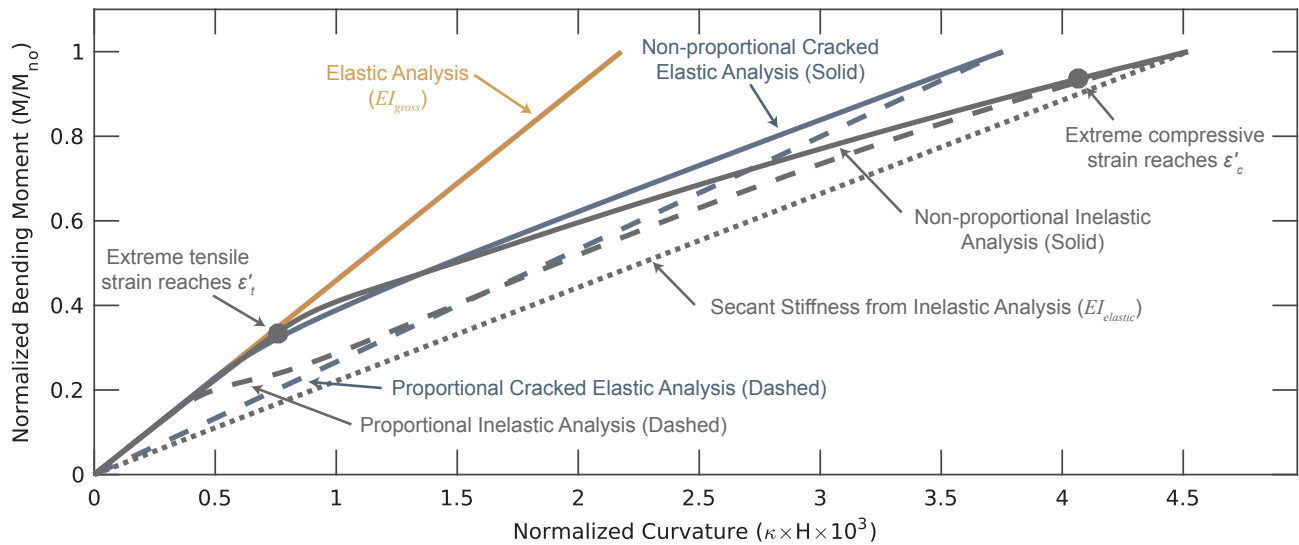 Normalized Bending Moment (M/Mno)
1
0.8
0.6
0.4
0.2
0
0
0.5
1
1.5
2
2.5
3
3.5
4
4.5
Normalized Curvature (κ×H×10³)
Elastic Analysis
(EIgross)
Non-proportional Cracked
Elastic Analysis (Solid)
Extreme compressive
strain reaches ε'c
Non-proportional Inelastic
Analysis (Solid)
Extreme tensile
strain reaches ε't
Secant Stiffness from Inelastic Analysis (EIelastic)
Proportional Cracked Elastic Analysis (Dashed)
Proportional Inelastic Analysis (Dashed)